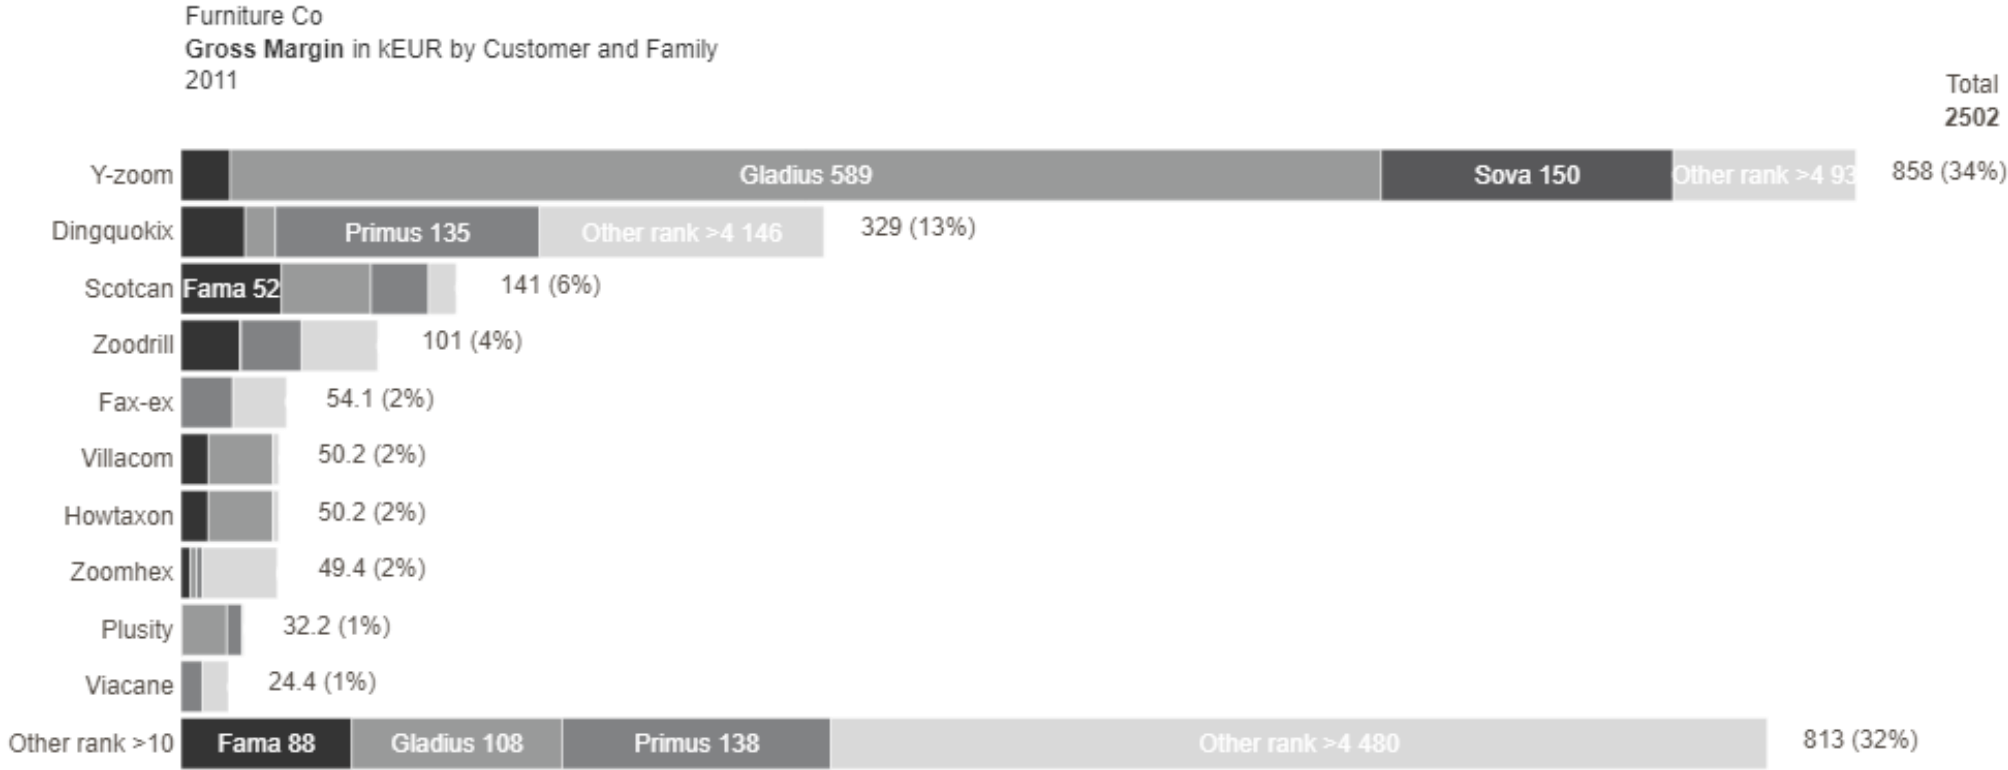 Furniture Co
Gross Margin in kEUR by Customer and Family
2011
Total
2502
Y-zoom Gladius 589 Sova 150 Other rank >4 93 858 (34%)
Dingquokix Primus 135 Other rank >4 146 329 (13%)
Scotcan Fama 52 141 (6%)
Zoodrill 101 (4%)
Fax-ex 54.1 (2%)
Villacom 50.2 (2%)
Howtaxon 50.2 (2%)
Zoomhex 49.4 (2%)
Plusity 32.2 (1%)
Viacane 24.4 (1%)
Other rank >10 Fama 88 Gladius 108 Primus 138 Other rank >4 480 813 (32%)